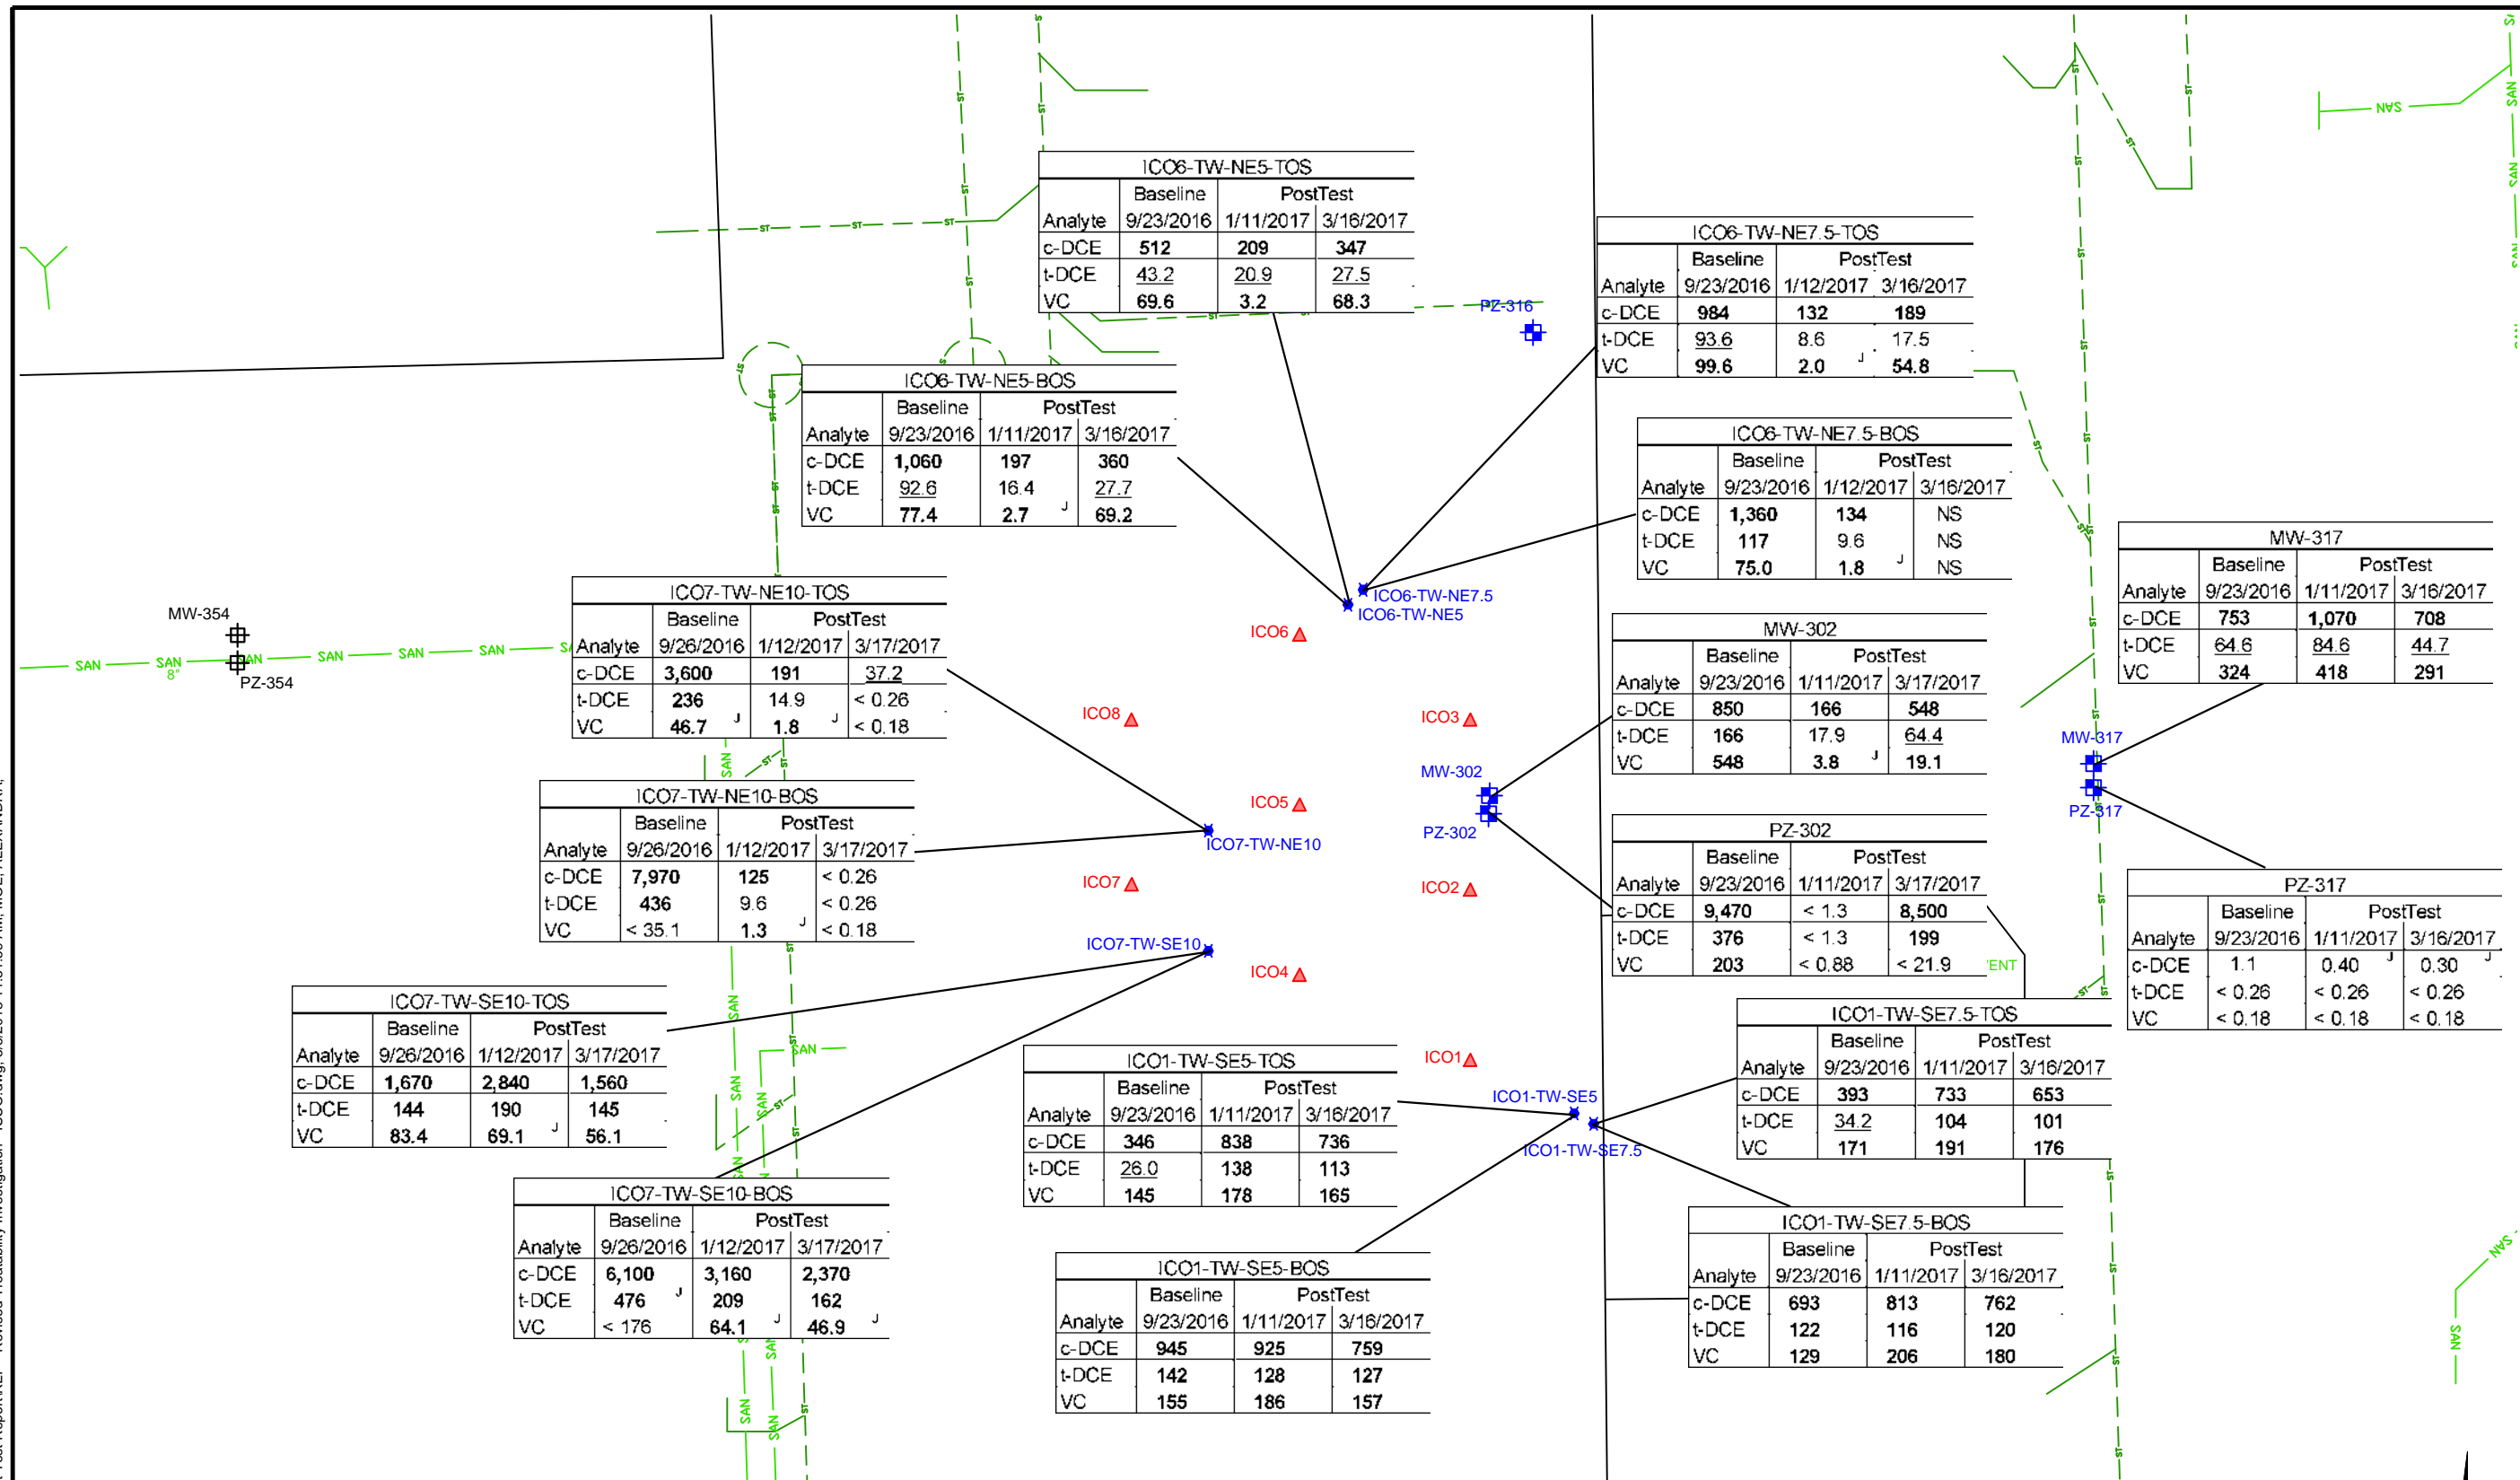 ICO6-TW-NE5-TOS
Baseline PostTest
Analyte 9/23/2016 1/11/2017 3/16/2017
c-DCE 512 209 347
t-DCE 43.2 20.9 27.5
VC 69.6 3.2 68.3
ICO6-TW-NE7.5-TOS
Baseline PostTest
Analyte 9/23/2016 1/12/2017 3/16/2017
c-DCE 984 132 189
t-DCE 93.6 8.6 17.5
VC 99.6 2.0 J 54.8
PZ-316
ICO6-TW-NE5-BOS
Baseline PostTest
Analyte 9/23/2016 1/11/2017 3/16/2017
c-DCE 1,060 197 360
t-DCE 92.6 16.4 27.7
VC 77.4 2.7 J 69.2
ICO6-TW-NE7.5-BOS
Baseline PostTest
Analyte 9/23/2016 1/12/2017 3/16/2017
c-DCE 1,360 134 NS
t-DCE 117 9.6 NS
VC 75.0 1.8 J NS
MW-317
Baseline PostTest
Analyte 9/23/2016 1/11/2017 3/16/2017
c-DCE 753 1,070 708
t-DCE 64.6 84.6 44.7
VC 324 418 291
ICO7-TW-NE10-TOS
Baseline PostTest
Analyte 9/26/2016 1/12/2017 3/17/2017
c-DCE 3,600 191 37.2
t-DCE 236 14.9 < 0.26
VC 46.7 J 1.8 J < 0.18
ICO6-TW-NE7.5
ICO6-TW-NE5
MW-354
PZ-354
SAN SAN SAN SAN SAN SAN
8"
ICO6
ICO8
ICO3
MW-302
Baseline PostTest
Analyte 9/23/2016 1/11/2017 3/17/2017
c-DCE 850 166 548
t-DCE 166 17.9 64.4
VC 548 3.8 J 19.1
MW-317
PZ-317
MW-302
PZ-302
ICO5
ICO7-TW-NE10
ICO7-TW-NE10-BOS
Baseline PostTest
Analyte 9/26/2016 1/12/2017 3/17/2017
c-DCE 7,970 125 < 0.26
t-DCE 436 9.6 < 0.26
VC < 35.1 1.3 J < 0.18
ICO7
ICO2
PZ-302
Baseline PostTest
Analyte 9/23/2016 1/11/2017 3/17/2017
c-DCE 9,470 < 1.3 8,500
t-DCE 376 < 1.3 199
VC 203 < 0.88 < 21.9
PZ-317
Baseline PostTest
Analyte 9/23/2016 1/11/2017 3/16/2017
c-DCE 1.1 0.40 J 0.30 J
t-DCE < 0.26 < 0.26 < 0.26
VC < 0.18 < 0.18 < 0.18
ICO7-TW-SE10
ICO4
ICO7-TW-SE10-TOS
Baseline PostTest
Analyte 9/26/2016 1/12/2017 3/17/2017
c-DCE 1,670 2,840 1,560
t-DCE 144 190 145
VC 83.4 69.1 J 56.1
ICO1-TW-SE5-TOS
Baseline PostTest
Analyte 9/23/2016 1/11/2017 3/16/2017
c-DCE 346 838 736
t-DCE 26.0 138 113
VC 145 178 165
ICO1
ICO1-TW-SE5
ICO1-TW-SE7.5
ICO1-TW-SE7.5-TOS
Baseline PostTest
Analyte 9/23/2016 1/11/2017 3/16/2017
c-DCE 393 733 653
t-DCE 34.2 104 101
VC 171 191 176
ICO7-TW-SE10-BOS
Baseline PostTest
Analyte 9/26/2016 1/12/2017 3/17/2017
c-DCE 6,100 3,160 2,370
t-DCE 476 J 209 162
VC < 176 64.1 J 46.9 J
ICO1-TW-SE5-BOS
Baseline PostTest
Analyte 9/23/2016 1/11/2017 3/16/2017
c-DCE 945 925 759
t-DCE 142 128 127
VC 155 186 157
ICO1-TW-SE7.5-BOS
Baseline PostTest
Analyte 9/23/2016 1/11/2017 3/16/2017
c-DCE 693 813 762
t-DCE 122 116 120
VC 129 206 180